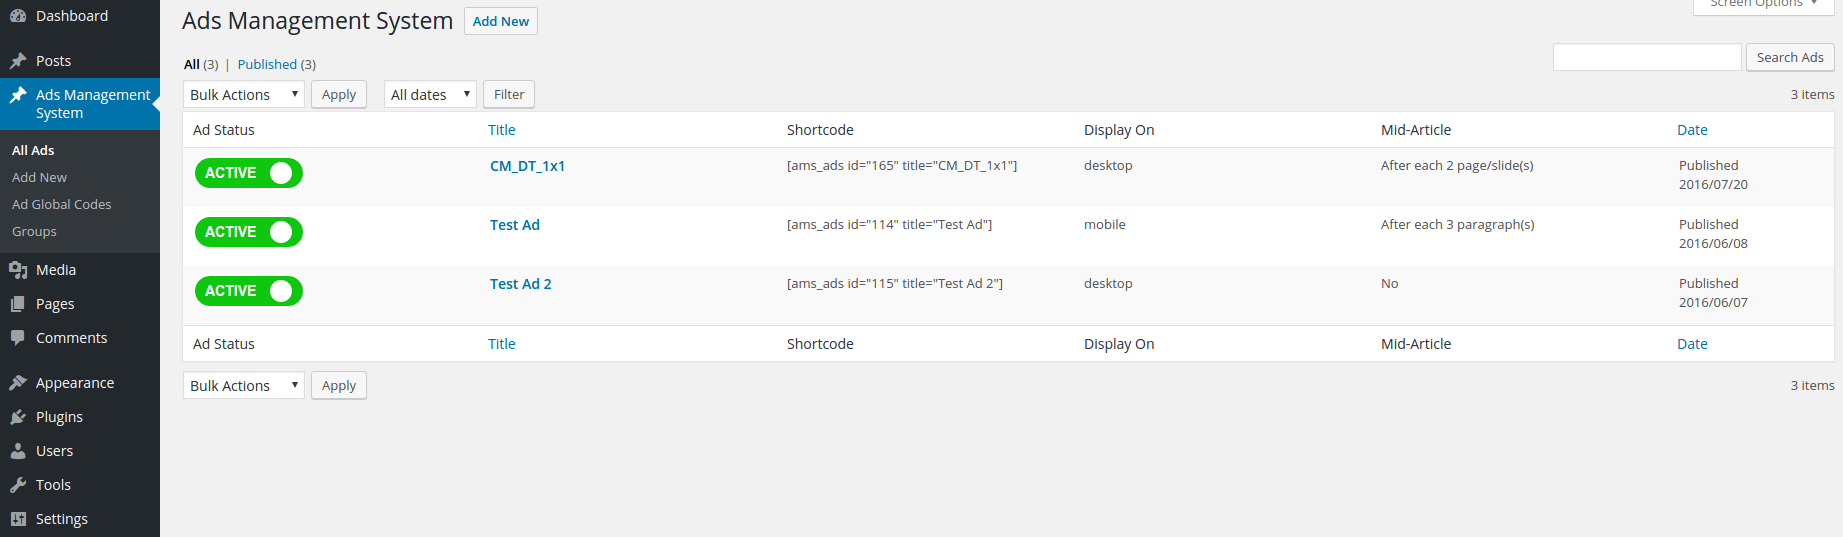 Dashboard
Posts
Ads Management
System
All Ads
Add New
Ad Global Codes
Groups
Media
Pages
Comments
Appearance
Plugins
Users
Tools
Settings
Ads Management System Add New
Screen Options
All (3) | Published (3)
Search Ads
Bulk Actions Apply All dates Filter 3 items
Ad Status Title Shortcode Display On Mid-Article Date
ACTIVE CM_DT_1x1 [ams_ads id="165" title="CM_DT_1x1"] desktop After each 2 page/slide(s) Published
2016/07/20
ACTIVE Test Ad [ams_ads id="114" title="Test Ad"] mobile After each 3 paragraph(s) Published
2016/06/08
ACTIVE Test Ad 2 [ams_ads id="115" title="Test Ad 2"] desktop No Published
2016/06/07
Ad Status Title Shortcode Display On Mid-Article Date
Bulk Actions Apply 3 items